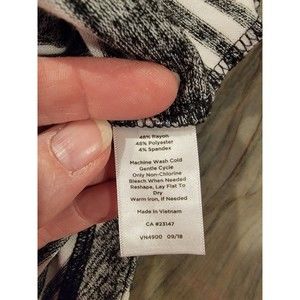 48% Rayon
48% Polyester
4% Spandex
Machine Wash Cold
Gentle Cycle
Only Non-Chlorine
Bleach When Needed
Reshape, Lay Flat To
Dry
Warm Iron, if Needed
Made in Vietnam
CA #23147
VN4900 09/18